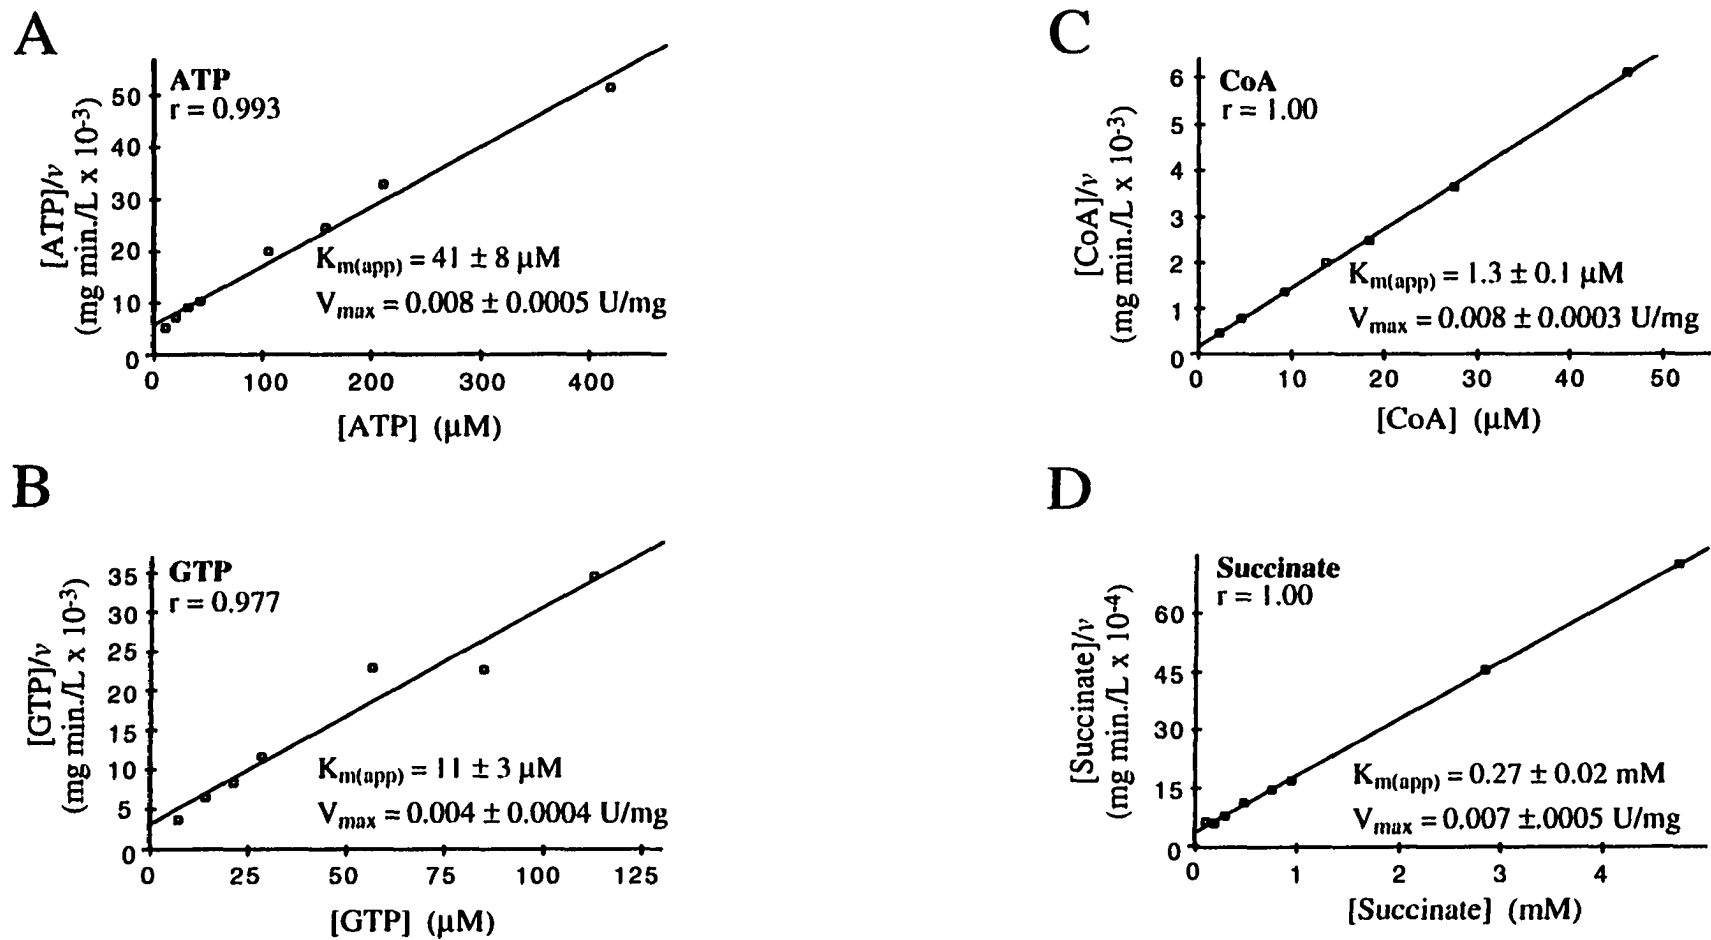 A
ATP
r = 0.993
[ATP]/v
(mg min./L x 10-3)
50
40
30
20
10
0
Km(app) = 41 ± 8 μM
Vmax = 0.008 ± 0.0005 U/mg
0 100 200 300 400
[ATP] (μM)
B
GTP
r = 0.977
[GTP]/v
(mg min./L x 10-3)
35
30
25
20
15
10
5
0
Km(app) = 11 ± 3 μM
Vmax = 0.004 ± 0.0004 U/mg
0 25 50 75 100 125
[GTP] (μM)
C
CoA
r = 1.00
[CoA]/v
(mg min./L x 10-3)
6
5
4
3
2
1
0
Km(app) = 1.3 ± 0.1 μM
Vmax = 0.008 ± 0.0003 U/mg
0 10 20 30 40 50
[CoA] (μM)
D
Succinate
r = 1.00
[Succinate]/v
(mg min./L x 10-4)
60
45
30
15
0
Km(app) = 0.27 ± 0.02 mM
Vmax = 0.007 ±.0005 U/mg
0 1 2 3 4
[Succinate] (mM)